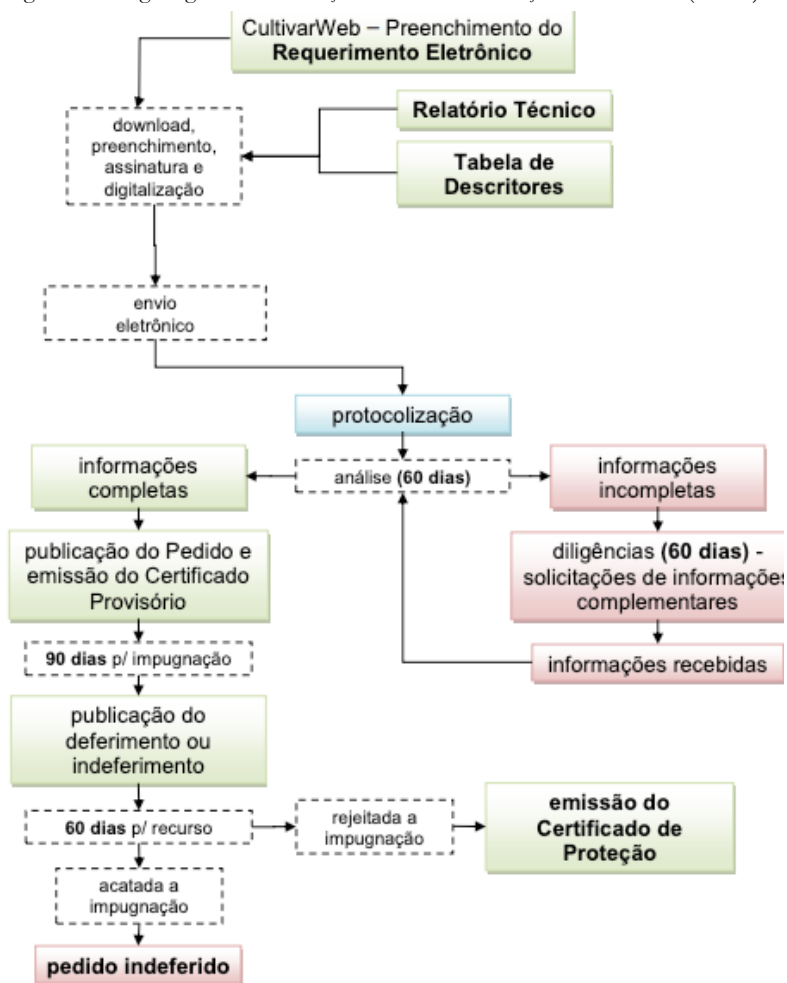 CultivarWeb – Preenchimento do
Requerimento Eletrônico
download,
preenchimento,
assinatura e
digitalização
Relatório Técnico
Tabela de
Descritores
envio
eletrônico
protocolização
informações
completas
análise (60 dias)
informações
incompletas
publicação do Pedido e
emissão do Certificado
Provisório
diligências (60 dias) -
solicitações de informações
complementares
90 dias p/ impugnação
informações recebidas
publicação do
deferimento ou
indeferimento
60 dias p/ recurso
rejeitada a
impugnação
emissão do
Certificado de
Proteção
acatada a
impugnação
pedido indeferido